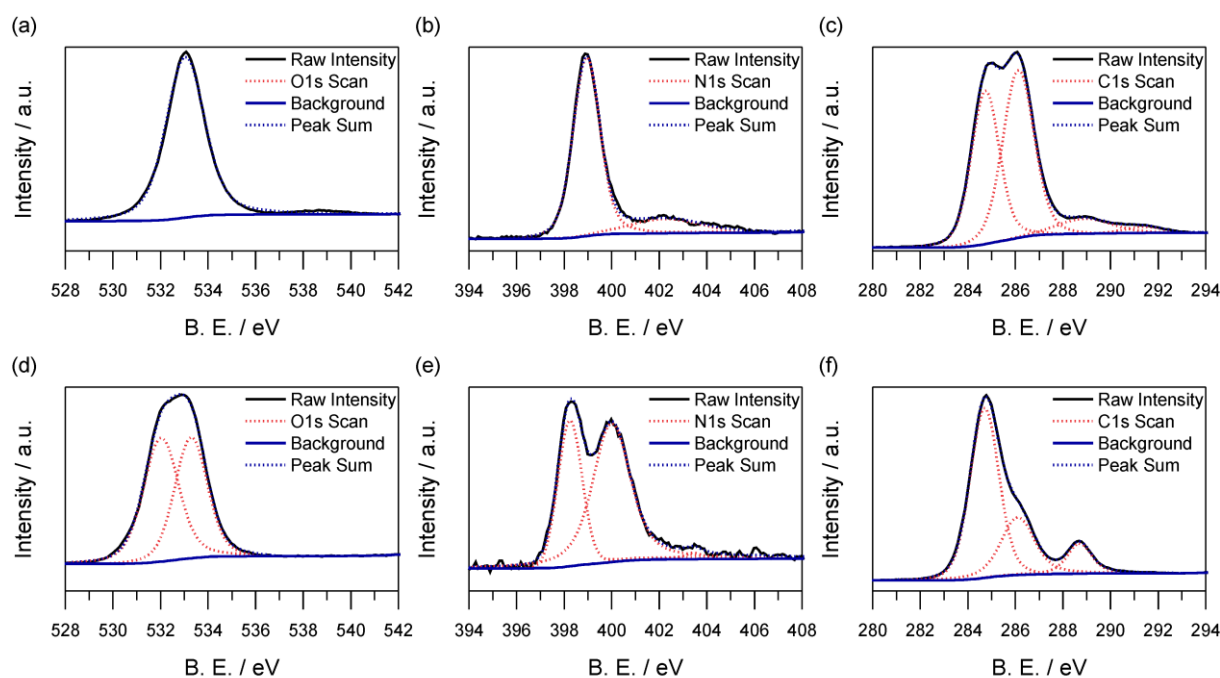 (a)
Intensity / a.u.
Raw Intensity
O1s Scan
Background
Peak Sum
528 530 532 534 536 538 540 542
B. E. / eV
(b)
Intensity / a.u.
Raw Intensity
N1s Scan
Background
Peak Sum
394 396 398 400 402 404 406 408
B. E. / eV
(c)
Intensity / a.u.
Raw Intensity
C1s Scan
Background
Peak Sum
280 282 284 286 288 290 292 294
B. E. / eV
(d)
Intensity / a.u.
Raw Intensity
O1s Scan
Background
Peak Sum
528 530 532 534 536 538 540 542
B. E. / eV
(e)
Intensity / a.u.
Raw Intensity
N1s Scan
Background
Peak Sum
394 396 398 400 402 404 406 408
B. E. / eV
(f)
Intensity / a.u.
Raw Intensity
C1s Scan
Background
Peak Sum
280 282 284 286 288 290 292 294
B. E. / eV